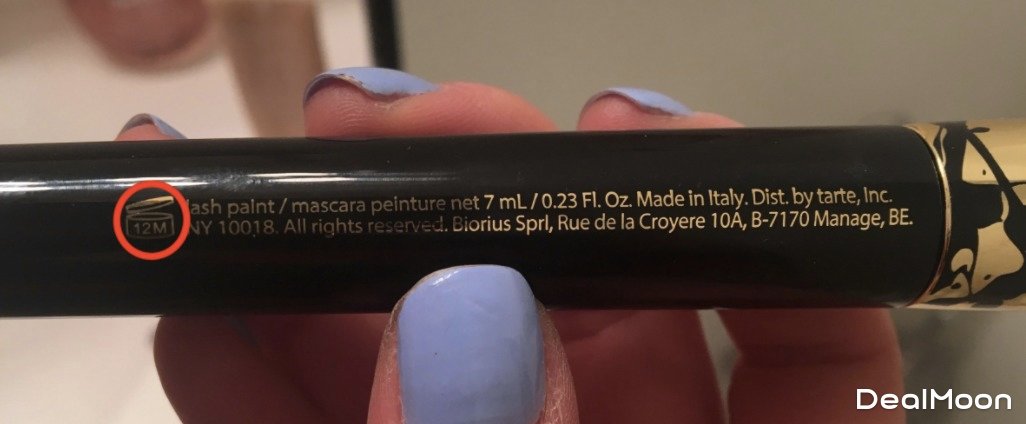 lash paint / mascara peinture net 7 mL / 0.23 Fl. Oz. Made in Italy. Dist. by tarte, Inc.
12M
NY 10018. All rights reserved. Biorius Sprl, Rue de la Croyere 10A, B-7170 Manage, BE.
DealMoon